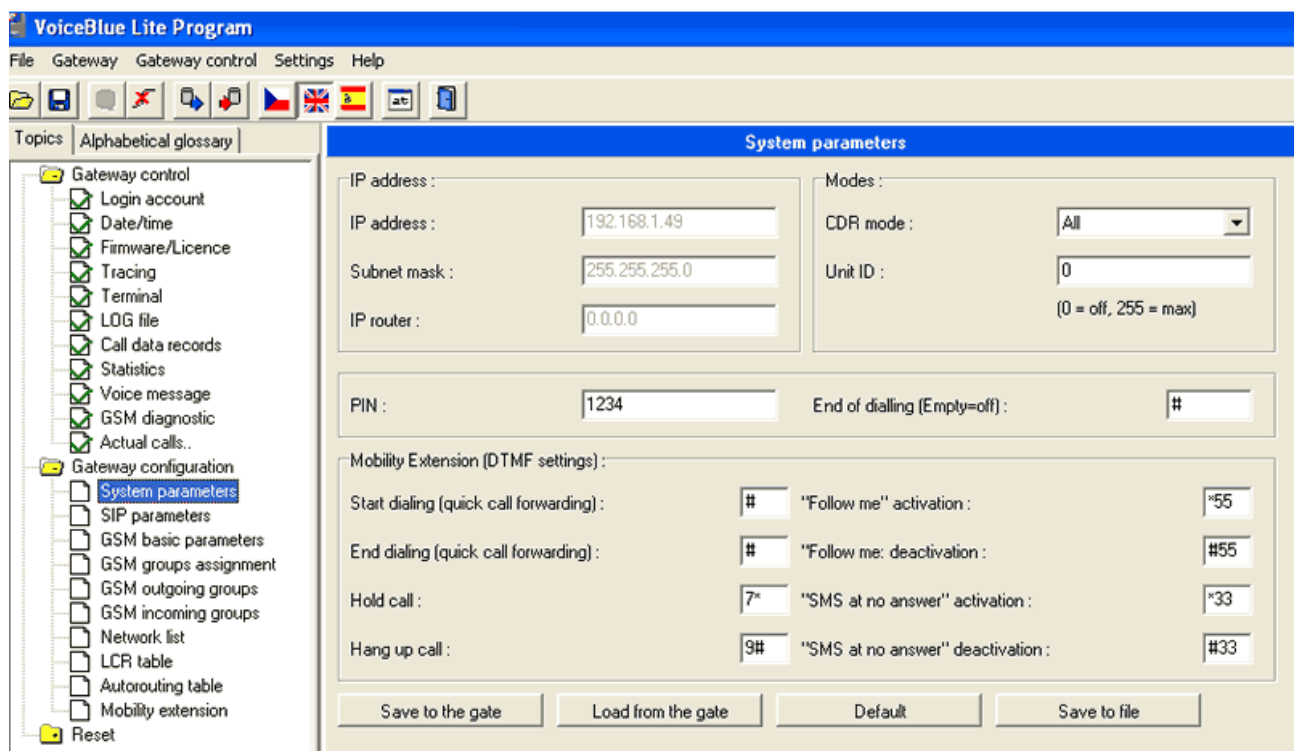 VoiceBlue Lite Program
File Gateway Gateway control Settings Help
Topics Alphabetical glossary
Gateway control
Login account
Date/time
Firmware/Licence
Tracing
Terminal
LOG file
Call data records
Statistics
Voice message
GSM diagnostic
Actual calls..
Gateway configuration
System parameters
SIP parameters
GSM basic parameters
GSM groups assignment
GSM outgoing groups
GSM incoming groups
Network list
LCR table
Autorouting table
Mobility extension
Reset
System parameters
IP address :
IP address : 192.168.1.49
Subnet mask : 255.255.255.0
IP router : 0.0.0.0
Modes :
CDR mode : All
Unit ID : 0
(0 = off, 255 = max)
PIN : 1234 End of dialling (Empty=off) : #
Mobility Extension (DTMF settings) :
Start dialing (quick call forwarding) : # "Follow me" activation : *55
End dialing (quick call forwarding) : # "Follow me: deactivation : #55
Hold call : 7* "SMS at no answer" activation : *33
Hang up call : 9# "SMS at no answer" deactivation : #33
Save to the gate Load from the gate Default Save to file